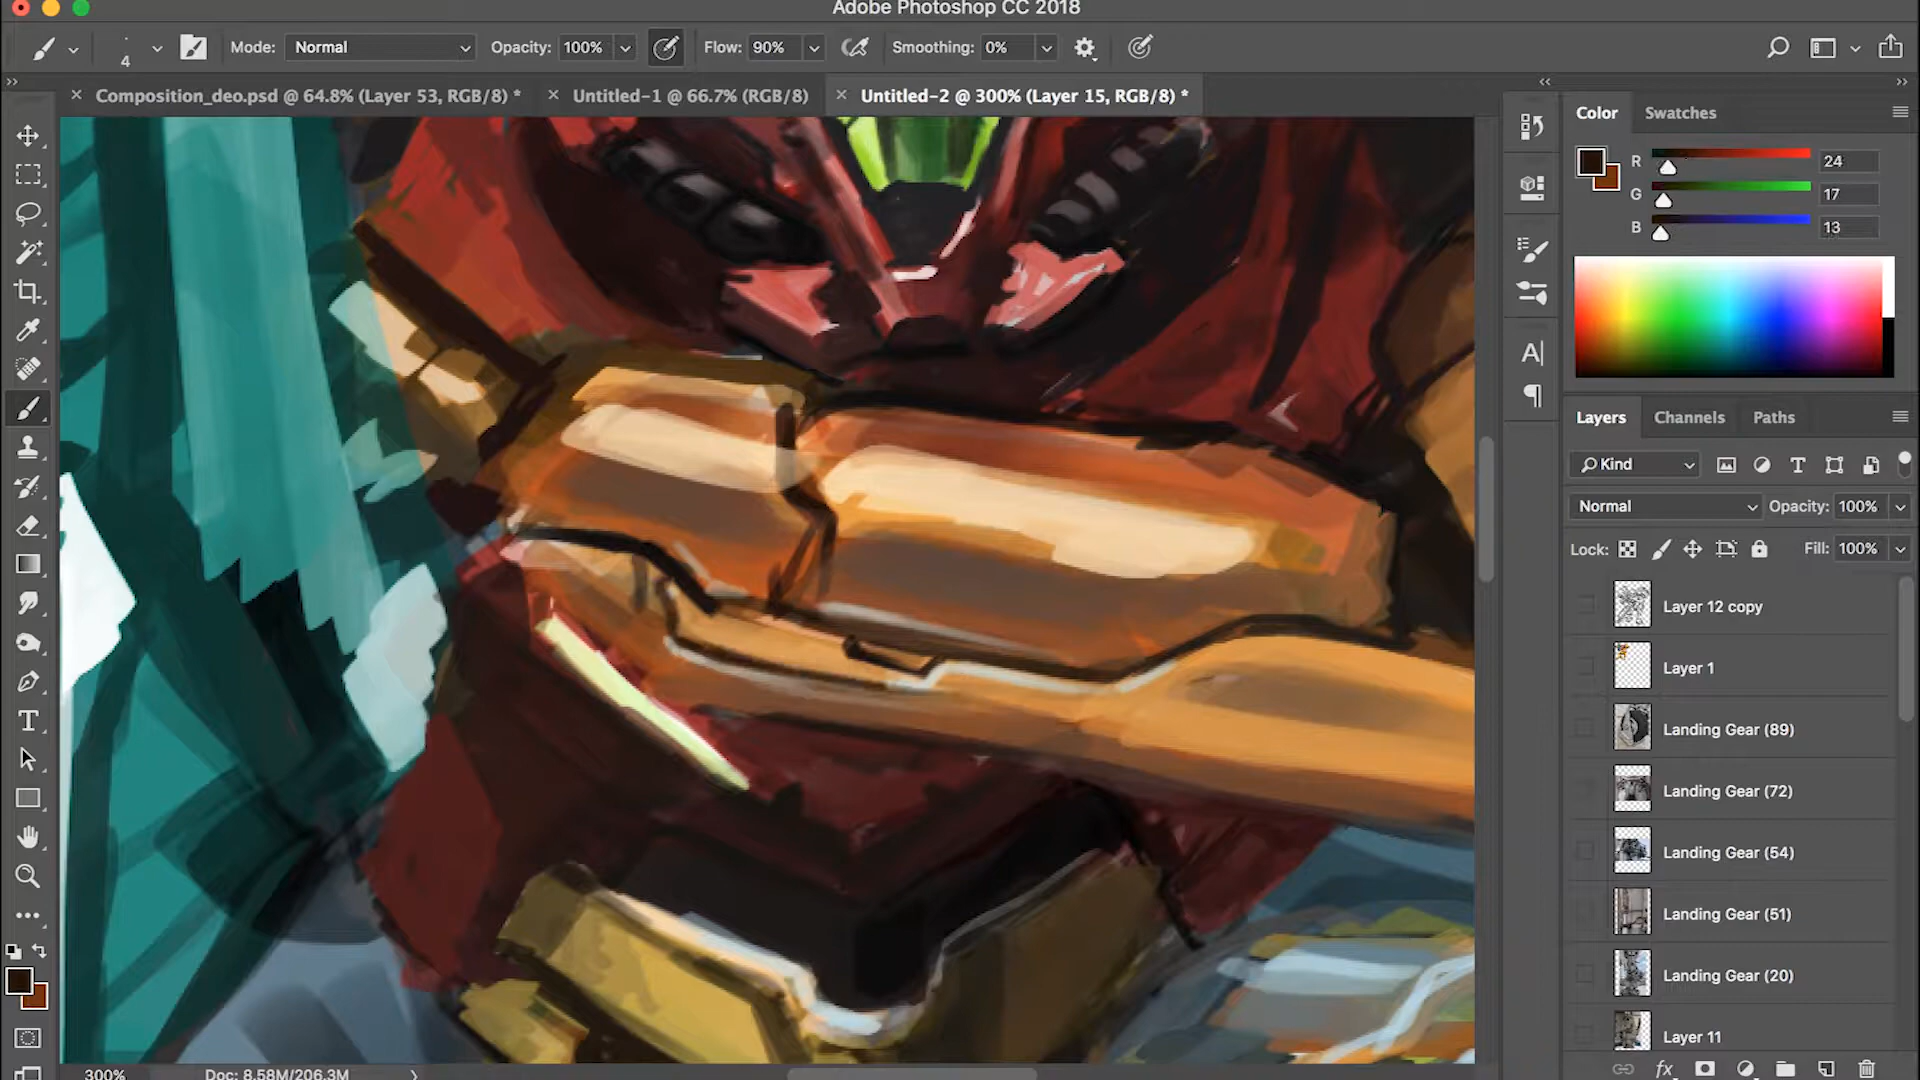 Adobe Photoshop CC 2018
4
Mode: Normal
Opacity: 100%
Flow: 90%
Smoothing: 0%
× Composition_deo.psd @ 64.8% (Layer 53, RGB/8) *
× Untitled-1 @ 66.7% (RGB/8)
× Untitled-2 @ 300% (Layer 15, RGB/8) *
Color Swatches
R 24
G 17
B 13
Layers Channels Paths
Kind
Normal Opacity: 100%
Lock: Fill: 100%
Layer 12 copy
Layer 1
Landing Gear (89)
Landing Gear (72)
Landing Gear (54)
Landing Gear (51)
Landing Gear (20)
Layer 11
fx
300% Doc: 8.58M/206.3M